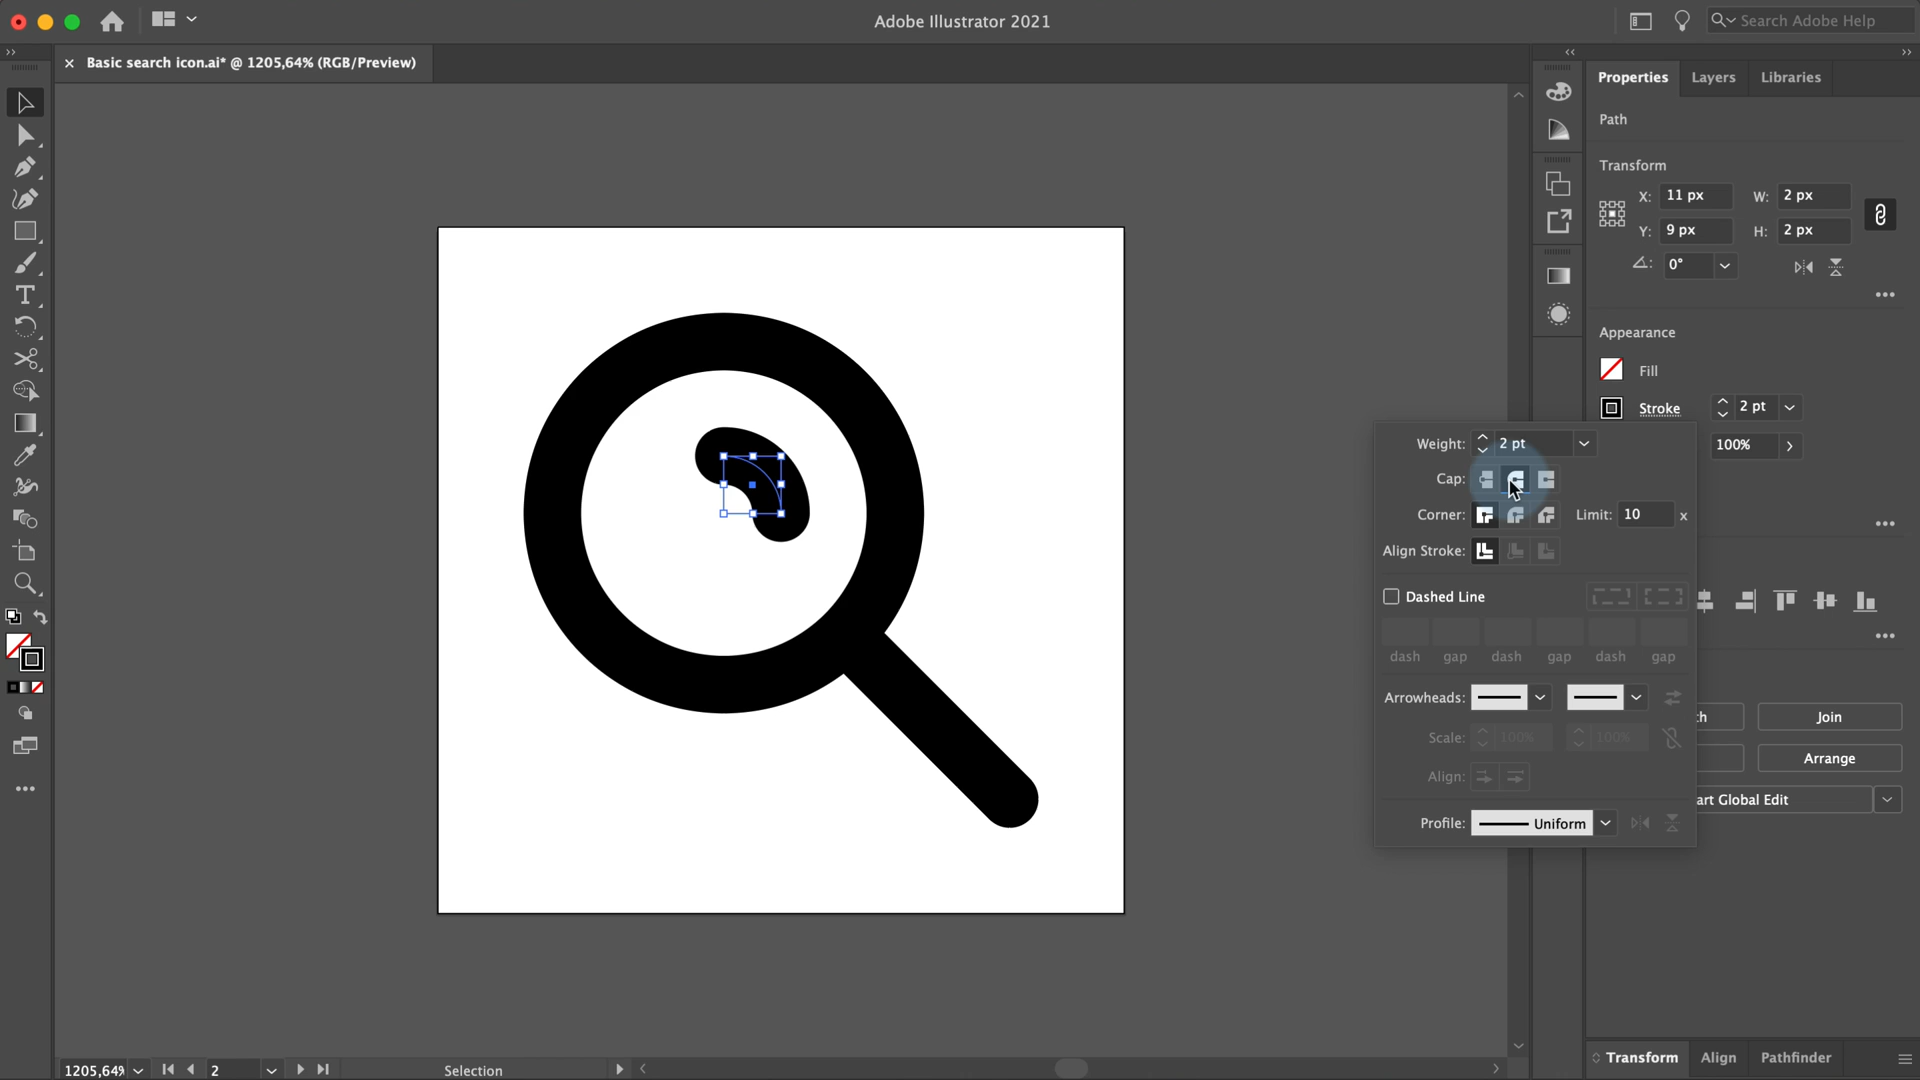 Adobe Illustrator 2021
Search Adobe Help
× Basic search icon.ai* @ 1205,64% (RGB/Preview)
Properties Layers Libraries
Path
Transform
X: 11 px W: 2 px
Y: 9 px H: 2 px
0°
Appearance
Fill
Stroke 2 pt
100%
Weight: 2 pt
Cap:
Corner: Limit: 10 x
Align Stroke:
Dashed Line
dash gap dash gap dash gap
Arrowheads:
Scale: 100% 100%
Align:
Profile: Uniform
Join
Arrange
art Global Edit
1205,64% 2 Selection
Transform Align Pathfinder